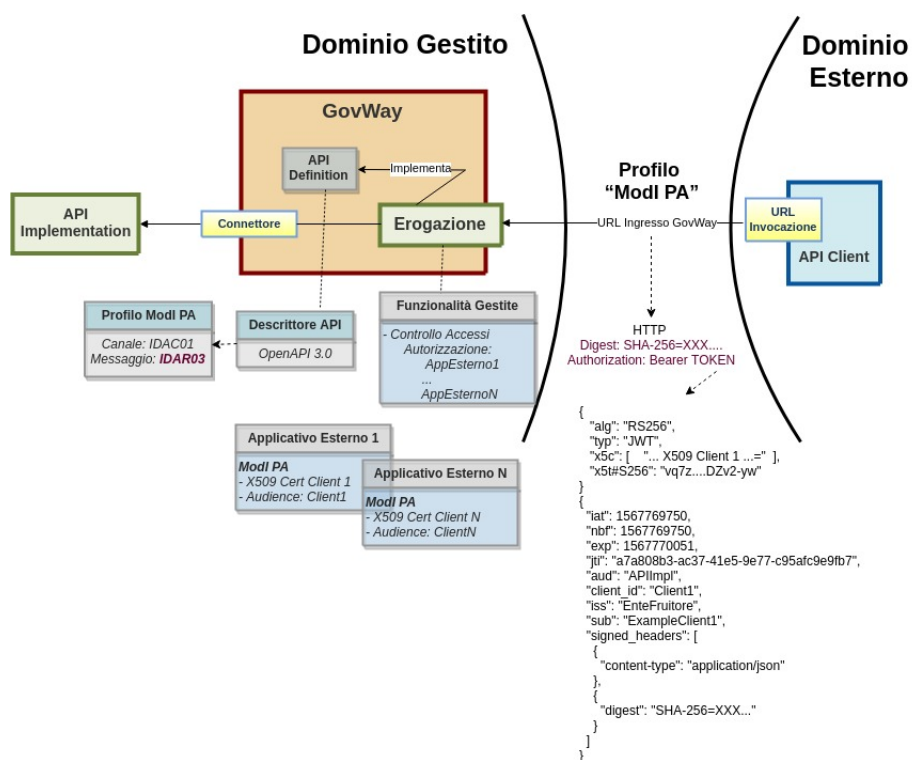 Dominio Gestito
Dominio
Esterno
GovWay
API
Definition
Implementa
Profilo
“ModI PA”
API
Implementation
Connettore
Erogazione
URL Ingresso GovWay
URL
Invocazione
API Client
Profilo ModI PA
Canale: IDAC01
Messaggio: IDAR03
Descrittore API
OpenAPI 3.0
Funzionalità Gestite
- Controllo Accessi
Autorizzazione:
AppEsterno1
...
AppEsternoN
HTTP
Digest: SHA-256=XXX....
Authorization: Bearer TOKEN
Applicativo Esterno 1
ModI PA
- X509 Cert Client 1
- Audience: Client1
Applicativo Esterno N
ModI PA
- X509 Cert Client N
- Audience: ClientN
{
"alg": "RS256",
"typ": "JWT",
"x5c": [ "... X509 Client 1 ...=" ],
"x5t#S256": "vq7z....DZv2-yw"
}
{
"iat": 1567769750,
"nbf": 1567769750,
"exp": 1567770051,
"jti": "a7a808b3-ac37-41e5-9e77-c95afc9e9fb7",
"aud": "APIImpl",
"client_id": "Client1",
"iss": "EnteFruitore",
"sub": "ExampleClient1",
"signed_headers": [
{
"content-type": "application/json"
},
{
"digest": "SHA-256=XXX..."
}
]
}